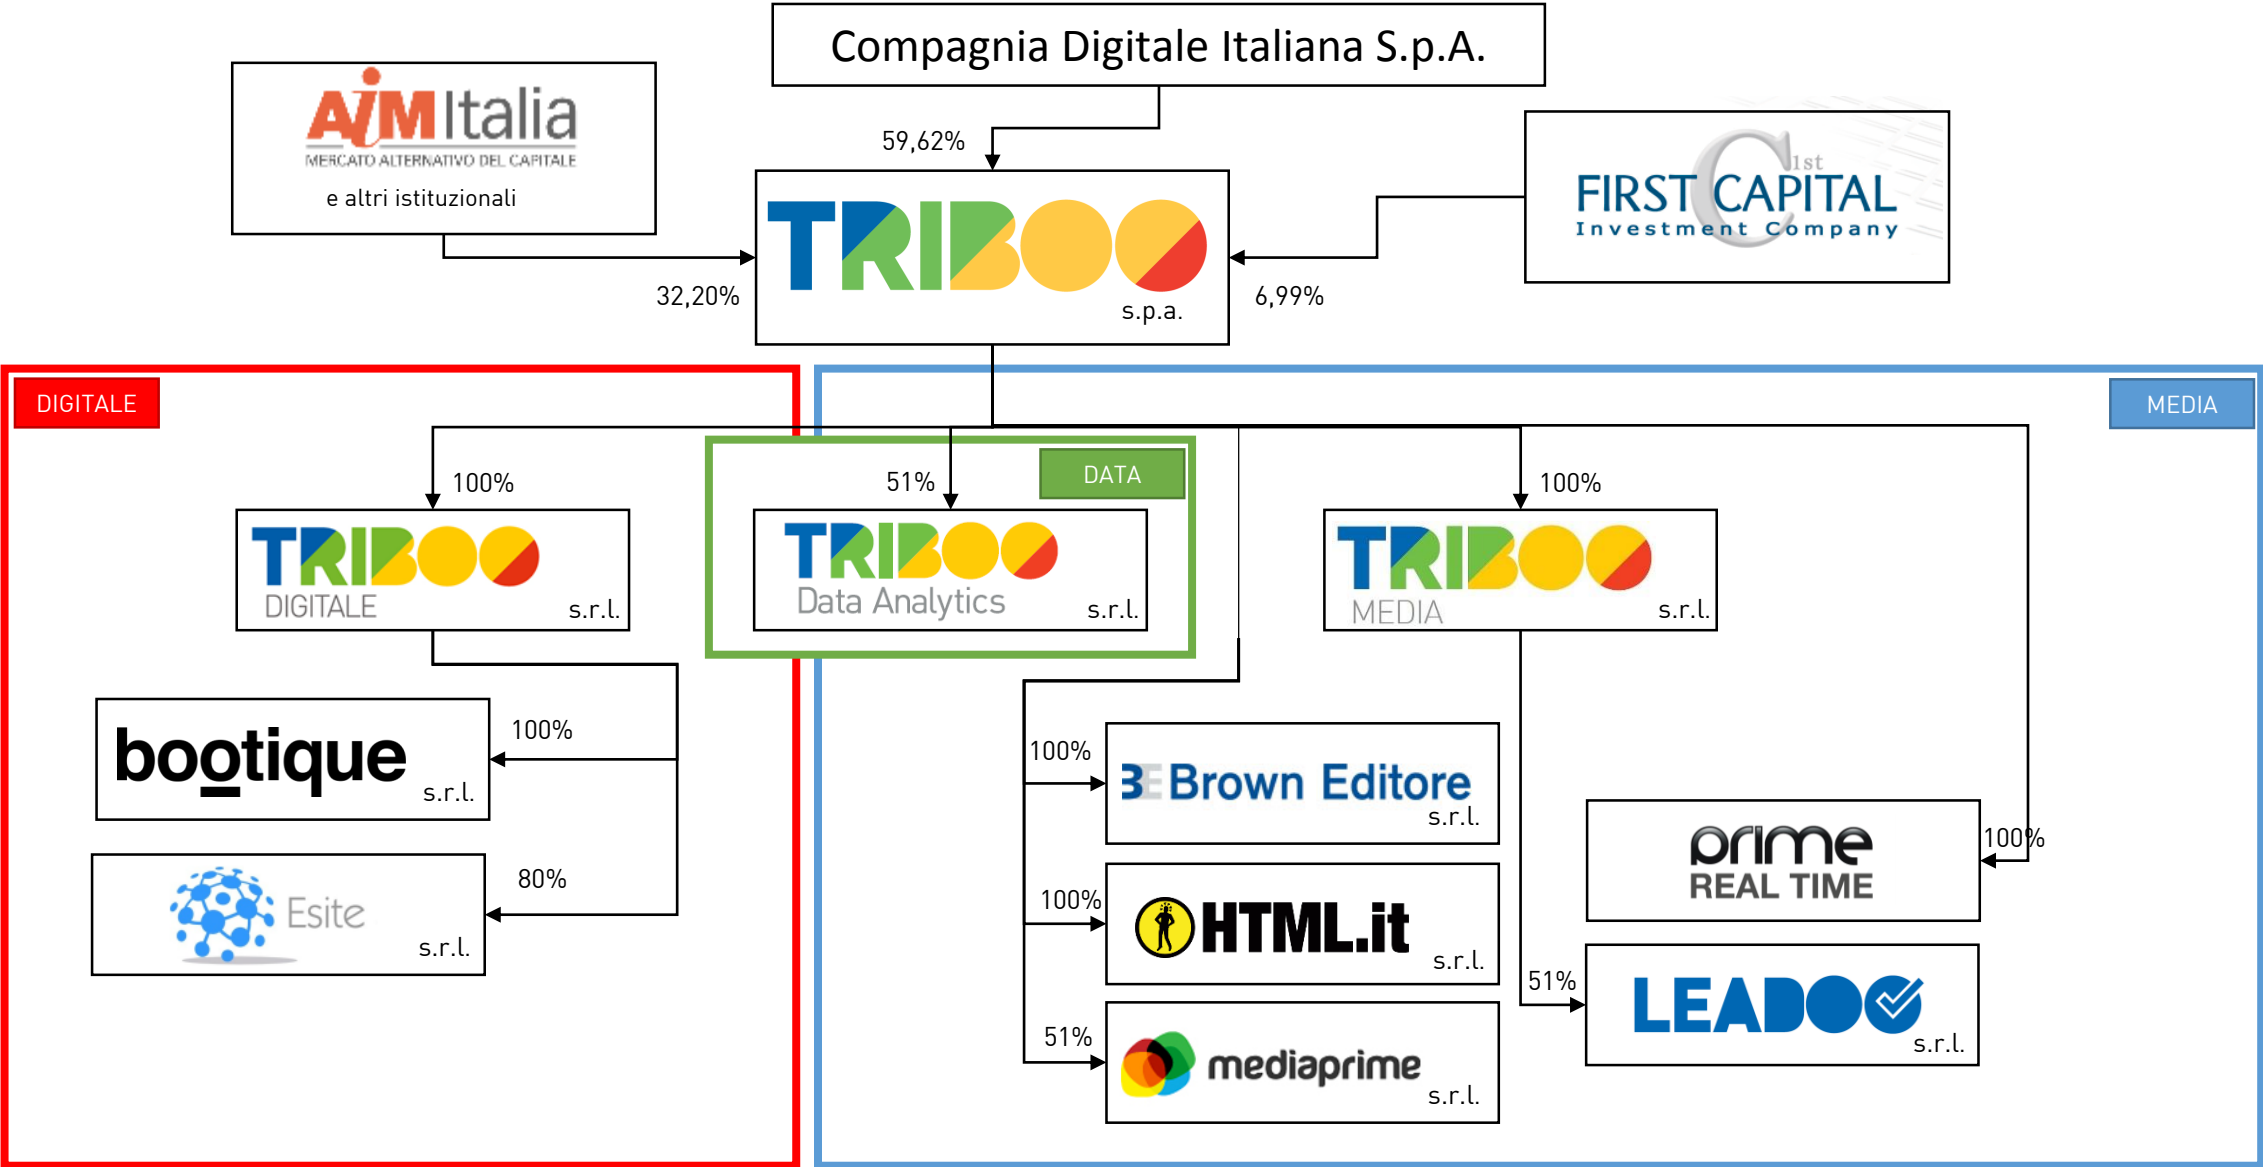 Compagnia Digitale Italiana S.p.A.
AIM Italia
MERCATO ALTERNATIVO DEL CAPITALE
e altri istituzionali
59,62%
1st
FIRST CAPITAL
Investment Company
TRIBOO
s.p.a.
32,20%
6,99%
DIGITALE
MEDIA
DATA
100%
51%
100%
TRIBOO
DIGITALE
s.r.l.
TRIBOO
Data Analytics
s.r.l.
TRIBOO
MEDIA
s.r.l.
bootique
s.r.l.
100%
100%
BE Brown Editore
s.r.l.
prime
REAL TIME
100%
Esite
s.r.l.
80%
100%
HTML.it
s.r.l.
51%
LEADOO
s.r.l.
51%
mediaprime
s.r.l.